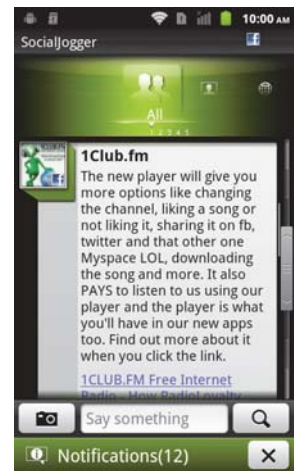 10:00 AM
SocialJogger
All
1 2 3 4 5
1Club.fm
The new player will give you
more options like changing
the channel, liking a song or
not liking it, sharing it on fb,
twitter and that other one
Myspace LOL, downloading
the song and more. It also
PAYS to listen to us using our
player and the player is what
you'll have in our new apps
too. Find out more about it
when you click the link.
1CLUB.FM Free Internet
Radio - How RadioLoyalty
Say something
Notifications(12)